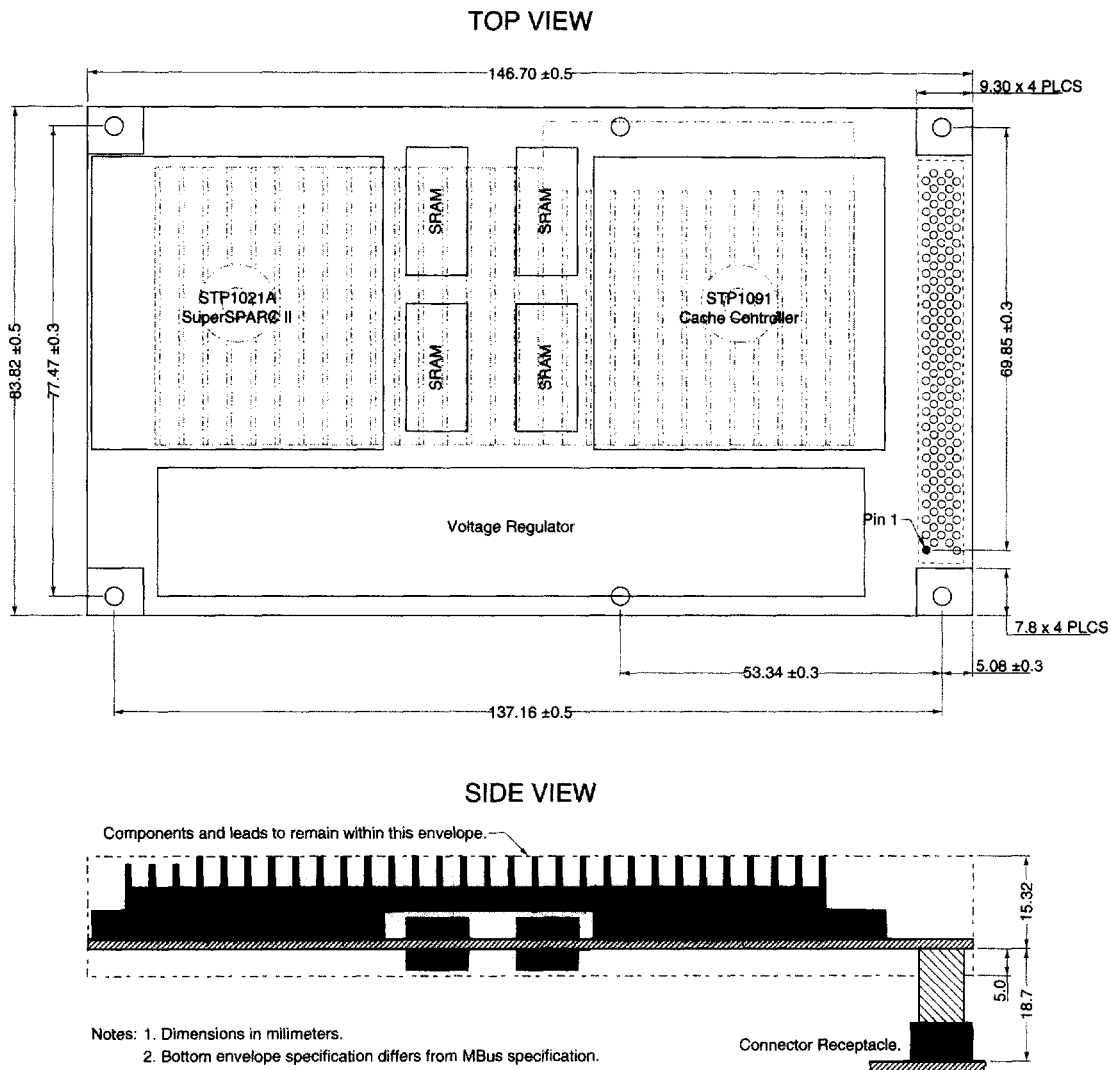 TOP VIEW
146.70 ±0.5
9.30 x 4 PLCS
83.82 ±0.5
77.47 ±0.3
SRAM
SRAM
STP1021A
SuperSPARC II
STP1091
Cache Controller
69.85 ±0.3
SRAM
SRAM
Voltage Regulator
Pin 1
7.8 x 4 PLCS
53.34 ±0.3
5.08 ±0.3
137.16 ±0.5
SIDE VIEW
Components and leads to remain within this envelope.
15.32
5.0
18.7
Notes: 1. Dimensions in milimeters.
2. Bottom envelope specification differs from MBus specification.
Connector Receptacle.